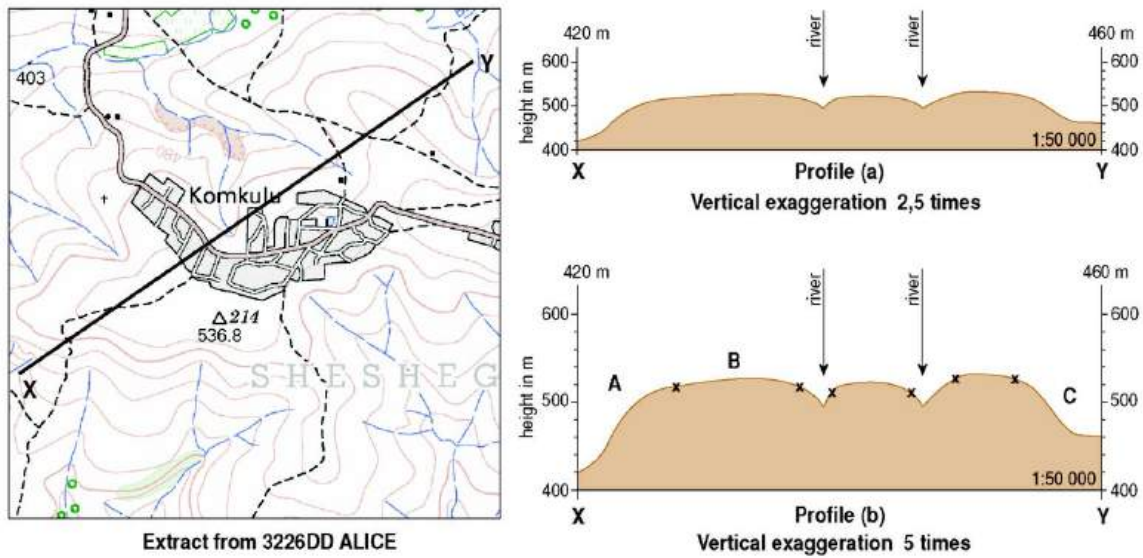 403
480
Komkulu
Y
214
536.8
X
SHESHEG
Extract from 3226DD ALICE
420 m
river
river
460 m
height in m
600
500
400
600
500
400
1:50 000
X
Profile (a)
Y
Vertical exaggeration 2,5 times
420 m
river
river
460 m
height in m
600
500
400
600
500
400
A
B
C
x x x x x x
1:50 000
X
Profile (b)
Y
Vertical exaggeration 5 times